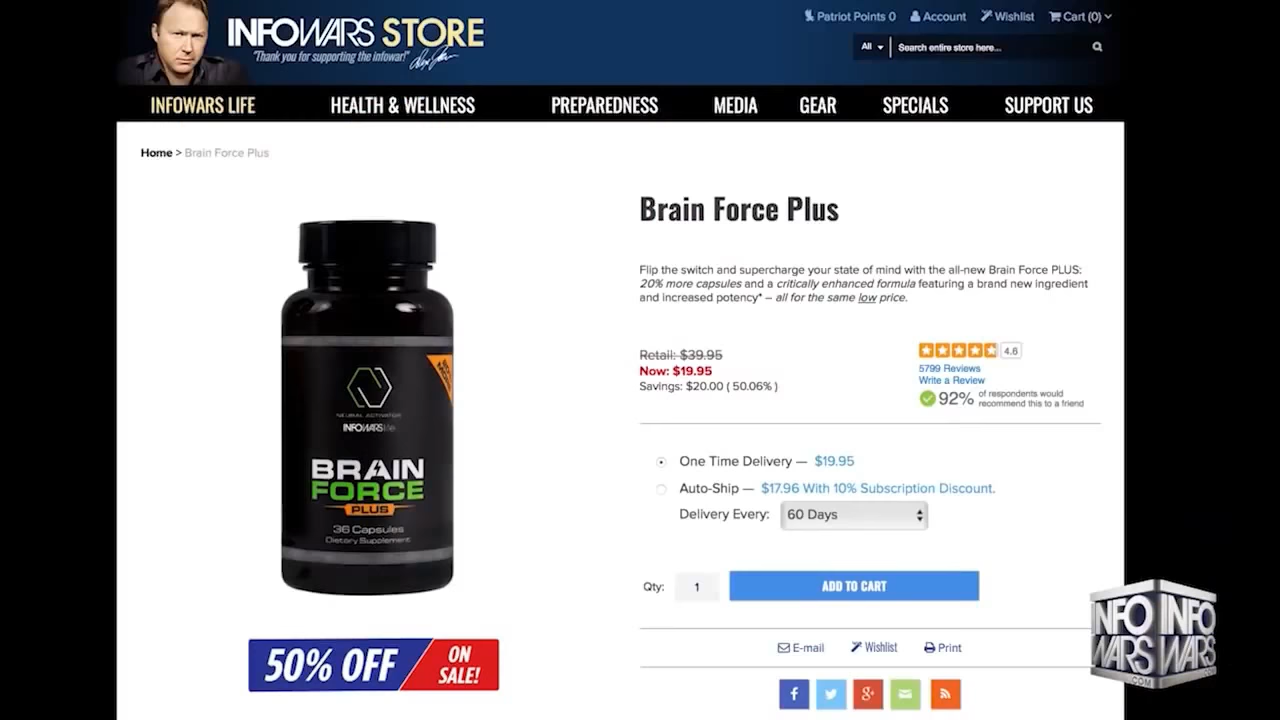 INFOWARS STORE
"Thank you for supporting the infowar!"
Patriot Points 0 Account Wishlist Cart (0)
All Search entire store here...
INFOWARS LIFE HEALTH & WELLNESS PREPAREDNESS MEDIA GEAR SPECIALS SUPPORT US
Home > Brain Force Plus
Brain Force Plus
Flip the switch and supercharge your state of mind with the all-new Brain Force PLUS:
20% more capsules and a critically enhanced formula featuring a brand new ingredient
and increased potency* – all for the same low price.
Retail: $39.95
Now: $19.95
Savings: $20.00 ( 50.06% )
4.6
5799 Reviews
Write a Review
92% of respondents would
recommend this to a friend
One Time Delivery — $19.95
Auto-Ship — $17.96 With 10% Subscription Discount.
Delivery Every: 60 Days
Qty: 1 ADD TO CART
E-mail Wishlist Print
NEURAL ACTIVATOR
INFOWARS life
BRAIN
FORCE
PLUS
36 Capsules
Dietary Supplement
50% OFF ON
SALE!
INFO INFO
WARS WARS
.COM